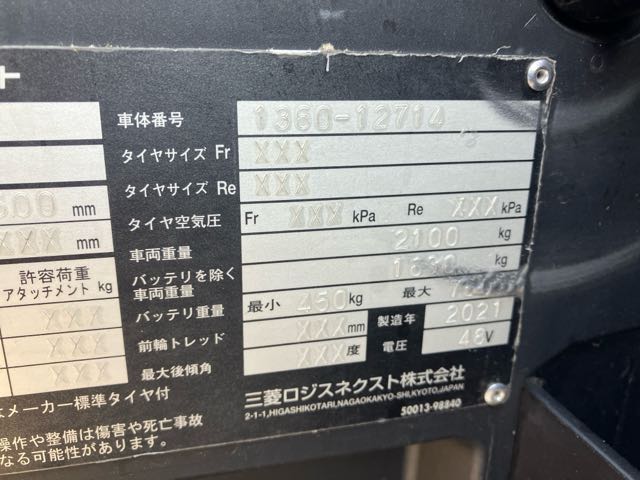 ト
車体番号 1360-12714
タイヤサイズ Fr XXX
タイヤサイズ Re XXX
500 mm タイヤ空気圧 Fr XXX kPa Re XXX kPa
XXX mm 車両重量 2100 kg
許容荷重 バッテリを除く kg
アタッチメント kg 車両重量
XXX バッテリ重量 最小 450 kg 最大
XXX 前輪トレッド XXX mm 製造年 2021
XXX 最大後傾角 XXX 度 電圧 48 V
メーカー標準タイヤ付 三菱ロジスネクスト株式会社
2-1-1,HIGASHIKOTARI,NAGAOKAKYO-SHI,KYOTO,JAPAN
操作や整備は傷害や死亡事故 50013-98840
なる可能性があります。